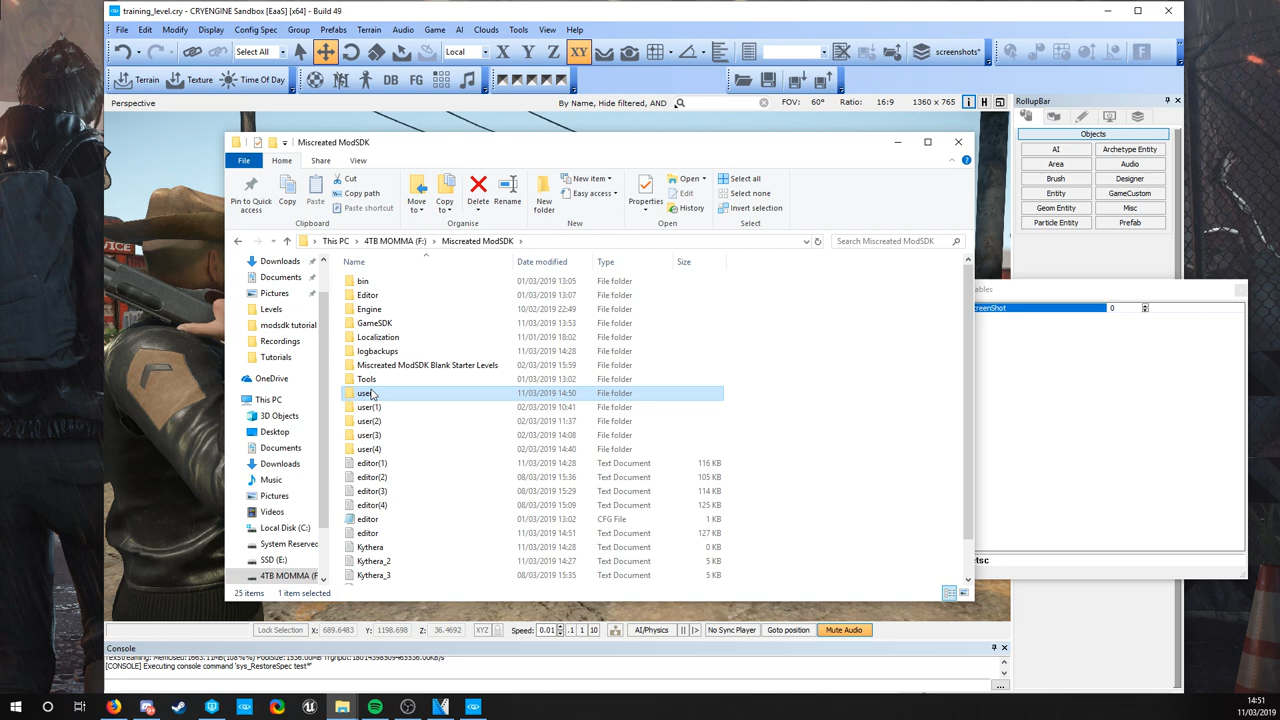 training_level.cry - CRYENGINE Sandbox [EaaS] [x64] - Build 49
File Edit Modify Display Config Spec Group Prefabs Terrain Audio Game AI Clouds Tools View Help
Select All Local X Y Z XY screenshots*
Terrain Texture Time Of Day DB FG
Perspective By Name, Hide filtered, AND FOV: 60° Ratio: 16:9 1360 x 765 i H
RollupBar
Objects
AI Archetype Entity
Area Audio
Brush Designer
Entity GameCustom
Geom Entity Misc
Particle Entity Prefab
Miscreated ModSDK
File Home Share View
Pin to Quick access
Copy
Paste
Cut
Copy path
Paste shortcut
Move to
Copy to
Delete
Rename
New folder
New item
Easy access
Properties
Open
Edit
History
Select all
Select none
Invert selection
Clipboard Organise New Open Select
This PC 4TB MOMMA (F:) Miscreated ModSDK
Search Miscreated ModSDK
Downloads
Documents
Pictures
Levels
modsdk tutorial
Recordings
Tutorials
OneDrive
This PC
3D Objects
Desktop
Documents
Downloads
Music
Pictures
Videos
Local Disk (C:)
System Reserved
SSD (E:)
4TB MOMMA (F
Name Date modified Type Size
bin 01/03/2019 13:05 File folder
Editor 01/03/2019 13:07 File folder
Engine 10/02/2019 22:49 File folder
GameSDK 11/03/2019 13:53 File folder
Localization 11/01/2019 18:02 File folder
logbackups 11/03/2019 14:28 File folder
Miscreated ModSDK Blank Starter Levels 02/03/2019 15:59 File folder
Tools 01/03/2019 13:02 File folder
user 11/03/2019 14:50 File folder
user(1) 02/03/2019 10:41 File folder
user(2) 02/03/2019 11:37 File folder
user(3) 02/03/2019 14:08 File folder
user(4) 02/03/2019 14:40 File folder
editor(1) 11/03/2019 14:28 Text Document 116 KB
editor(2) 08/03/2019 15:36 Text Document 105 KB
editor(3) 08/03/2019 15:29 Text Document 114 KB
editor(4) 08/03/2019 15:09 Text Document 125 KB
editor 01/03/2019 13:02 CFG File 1 KB
editor 11/03/2019 14:51 Text Document 127 KB
Kythera 11/03/2019 14:28 Text Document 0 KB
Kythera_2 11/03/2019 14:27 Text Document 5 KB
Kythera_3 08/03/2019 15:35 Text Document 5 KB
25 items 1 item selected
ables
reenShot 0
etsc
Lock Selection X: 689.6483 Y: 1198.698 Z: 36.4692 XYZ Speed: 0.01 .1 1 10 AI/Physics No Sync Player Goto position Mute Audio
Console
[CONSOLE] Executing console command 'sys_RestoreSpec test*'
...
14:51
11/03/2019